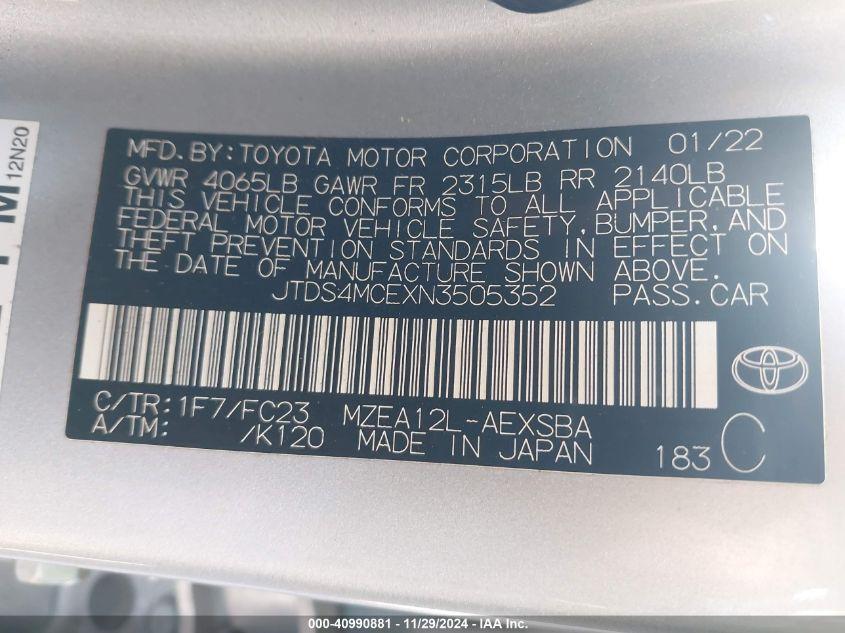 12N20
MFD.BY:TOYOTA MOTOR CORPORATION 01/22
GVWR 4065LB GAWR FR 2315LB RR 2140LB
THIS VEHICLE CONFORMS TO ALL APPLICABLE
FEDERAL MOTOR VEHICLE SAFETY,BUMPER,AND
THEFT PREVENTION STANDARDS IN EFFECT ON
THE DATE OF MANUFACTURE SHOWN ABOVE.
JTDS4MCEXN3505352 PASS.CAR
C/TR:1F7/FC23 MZEA12L-AEXSBA
A/TM: /K120 MADE IN JAPAN 183 C
000-40990881 - 11/29/2024 - IAA Inc.